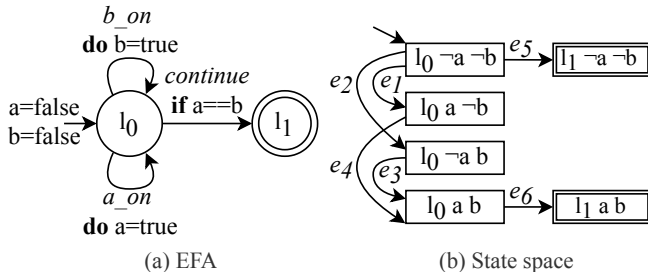 b_on
do b=true
continue
if a==b
a=false
b=false
l0
l1
a_on
do a=true
(a) EFA
l0 ¬a ¬b
e5
l1 ¬a ¬b
e2
e1
l0 a ¬b
l0 ¬a b
e4
e3
l0 a b
e6
l1 a b
(b) State space